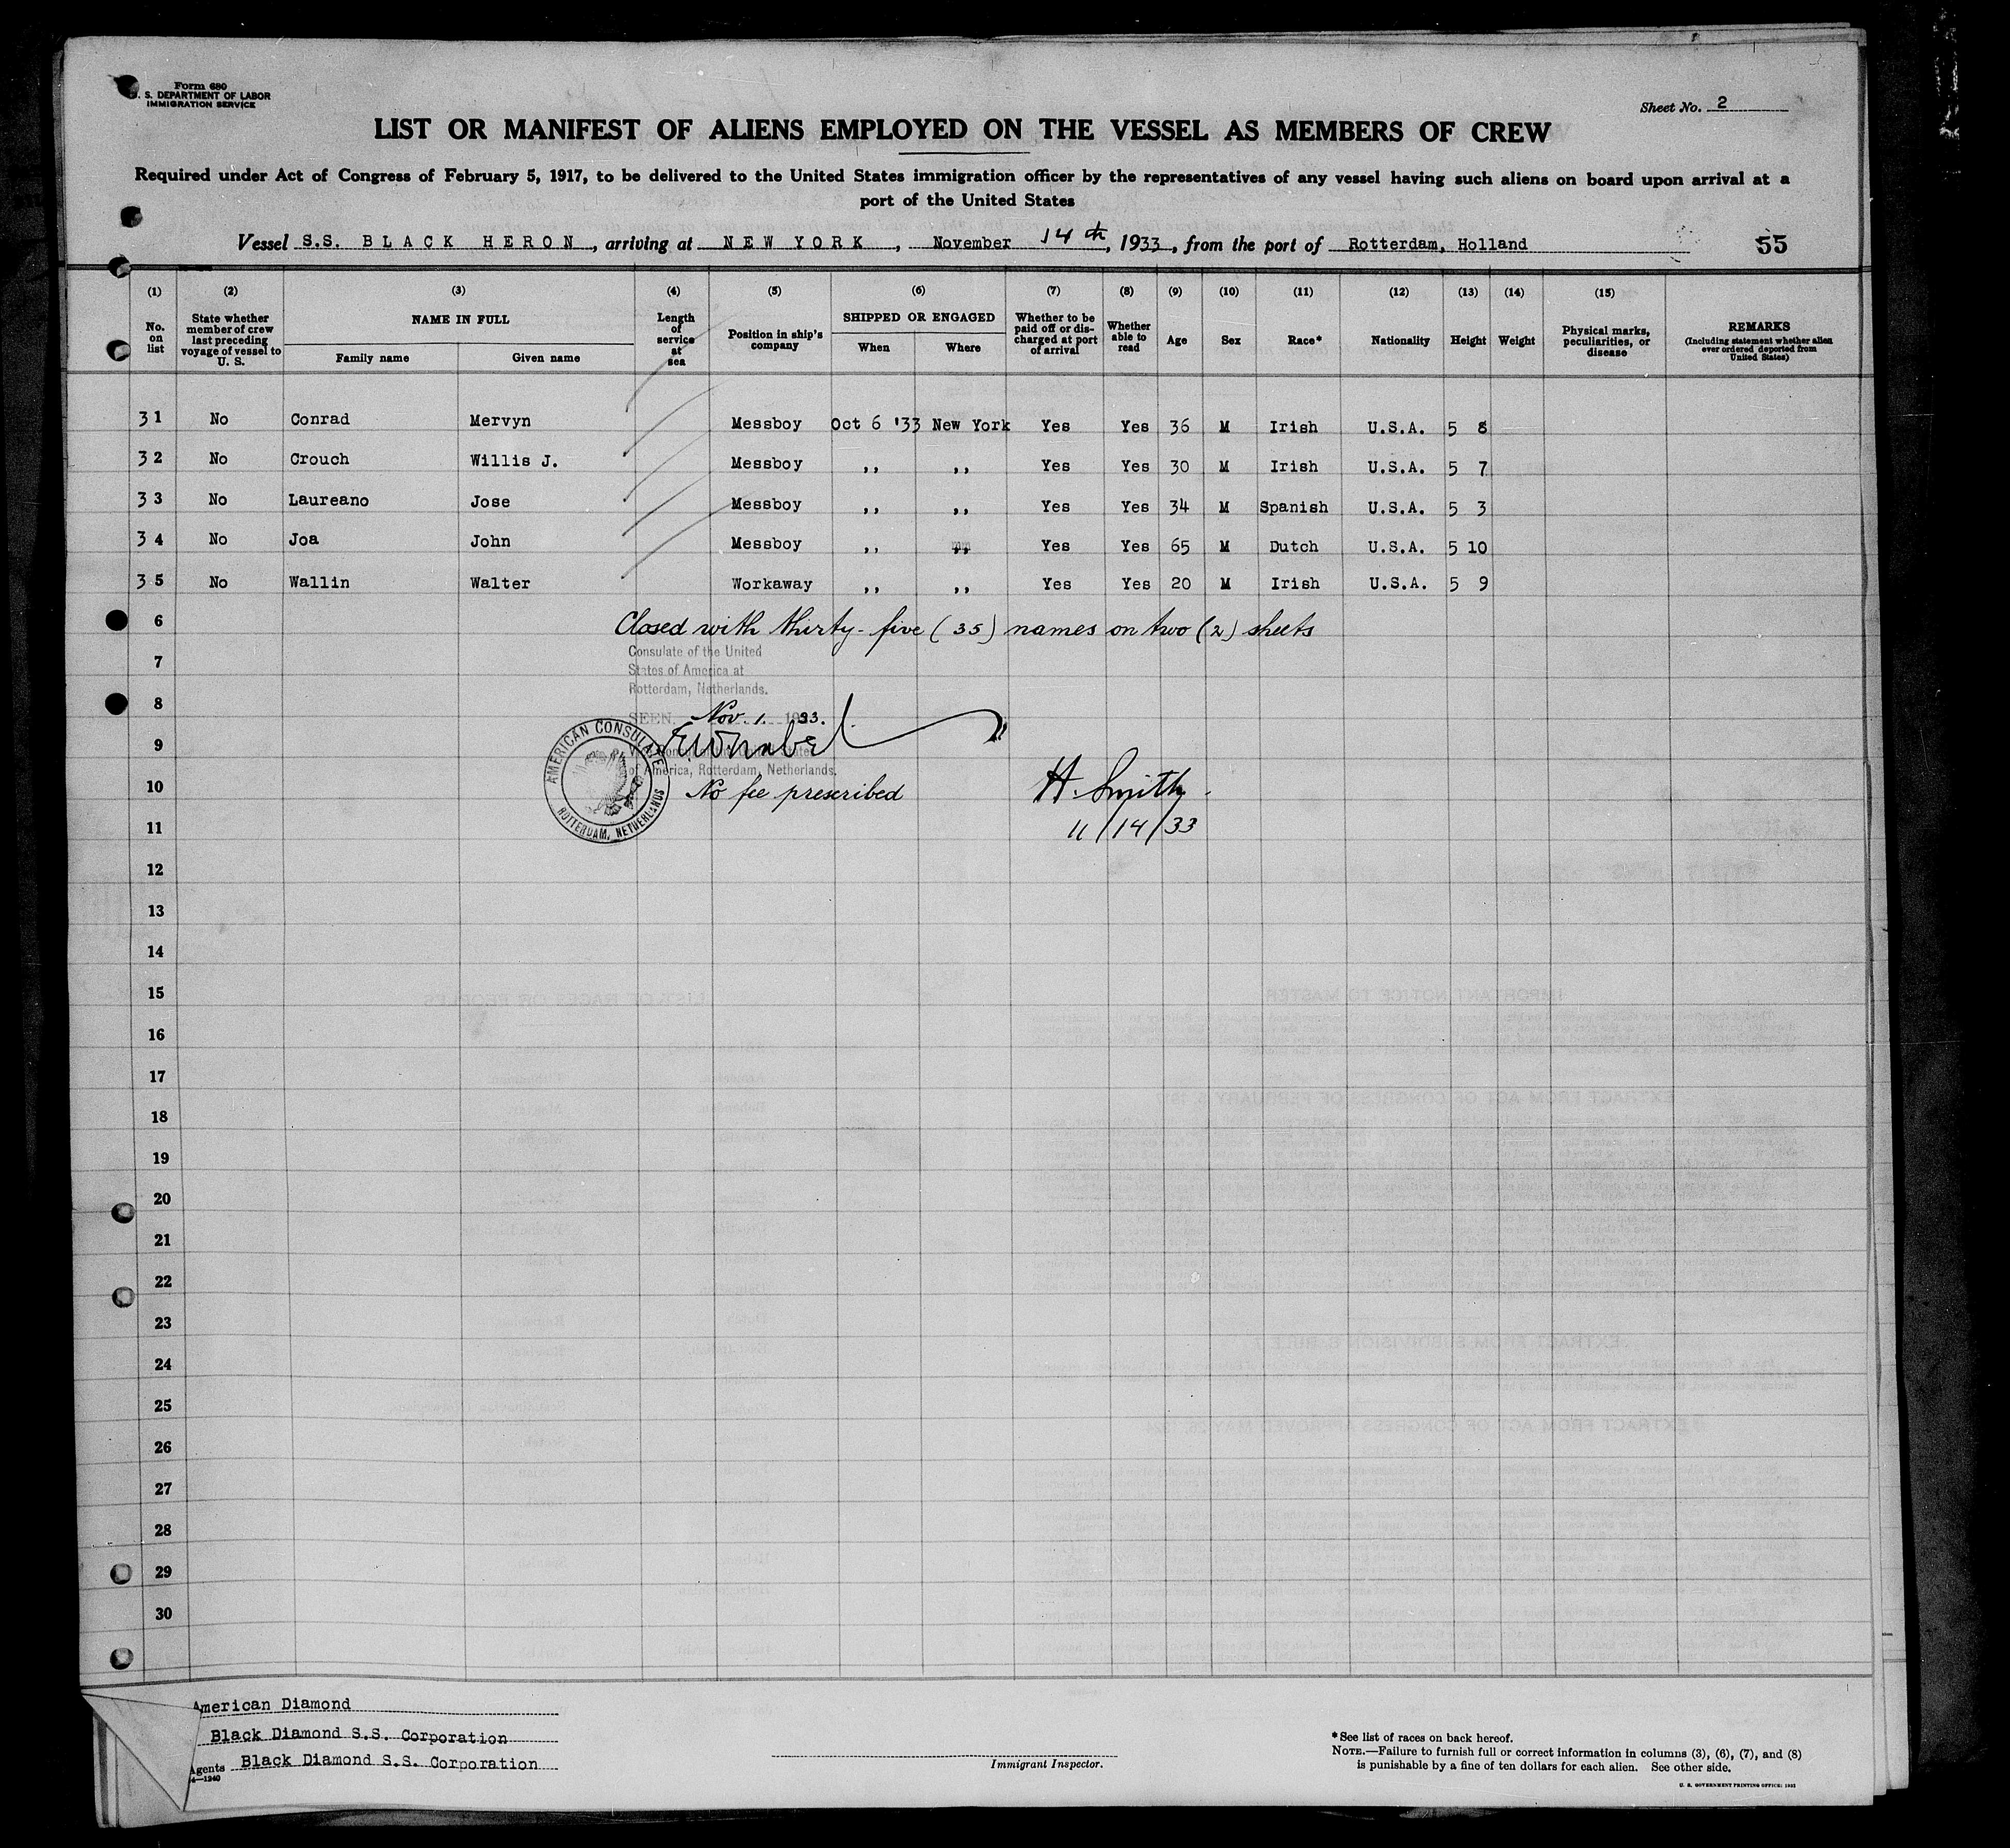 Form 680
U. S. DEPARTMENT OF LABOR
IMMIGRATION SERVICE
Sheet No. 2
LIST OR MANIFEST OF ALIENS EMPLOYED ON THE VESSEL AS MEMBERS OF CREW
Required under Act of Congress of February 5, 1917, to be delivered to the United States immigration officer by the representatives of any vessel having such aliens on board upon arrival at a
port of the United States
Vessel S.S. BLACK HERON, arriving at NEW YORK, November 14th, 1933, from the port of Rotterdam, Holland 55
(1) (2) (3) (4) (5) (6) (7) (8) (9) (10) (11) (12) (13) (14) (15)
No. on list State whether member of crew last preceding voyage of vessel to U. S. NAME IN FULL Family name Given name Length of service at sea Position in ship's company SHIPPED OR ENGAGED When Where Whether to be paid off or discharged at port of arrival Whether able to read Age Sex Race* Nationality Height Weight Physical marks, peculiarities, or disease REMARKS (Including statement whether alien ever ordered deported from United States)
31 No Conrad Mervyn Messboy Oct 6 '33 New York Yes Yes 36 M Irish U.S.A. 5 8
32 No Crouch Willis J. Messboy ,, ,, Yes Yes 30 M Irish U.S.A. 5 7
33 No Laureano Jose Messboy ,, ,, Yes Yes 34 M Spanish U.S.A. 5 3
34 No Joa John Messboy ,, ,, Yes Yes 65 M Dutch U.S.A. 5 10
35 No Wallin Walter Workaway ,, ,, Yes Yes 20 M Irish U.S.A. 5 9
6 Closed with thirty-five (35) names on two (2) sheets
Consulate of the United
7 States of America at
Rotterdam, Netherlands.
8
SEEN. Nov. 1. 1933.
9
of America, Rotterdam, Netherlands.
AMERICAN CONSULATE
ROTTERDAM, NETHERLANDS
10 No fee prescribed H. Smith
11 11/14/33
12
13
14
15
16
17
18
19
20
21
22
23
24
25
26
27
28
29
30
American Diamond
Black Diamond S.S. Corporation
Agents Black Diamond S.S. Corporation
4—1240
Immigrant Inspector.
*See list of races on back hereof.
NOTE.—Failure to furnish full or correct information in columns (3), (6), (7), and (8)
is punishable by a fine of ten dollars for each alien. See other side.
U. S. GOVERNMENT PRINTING OFFICE: 1932